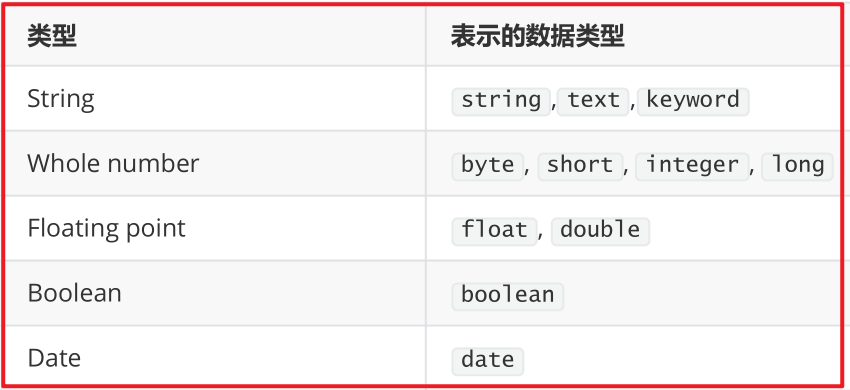 类型 表示的数据类型
String string,text,keyword
Whole number byte, short, integer, long
Floating point float, double
Boolean boolean
Date date